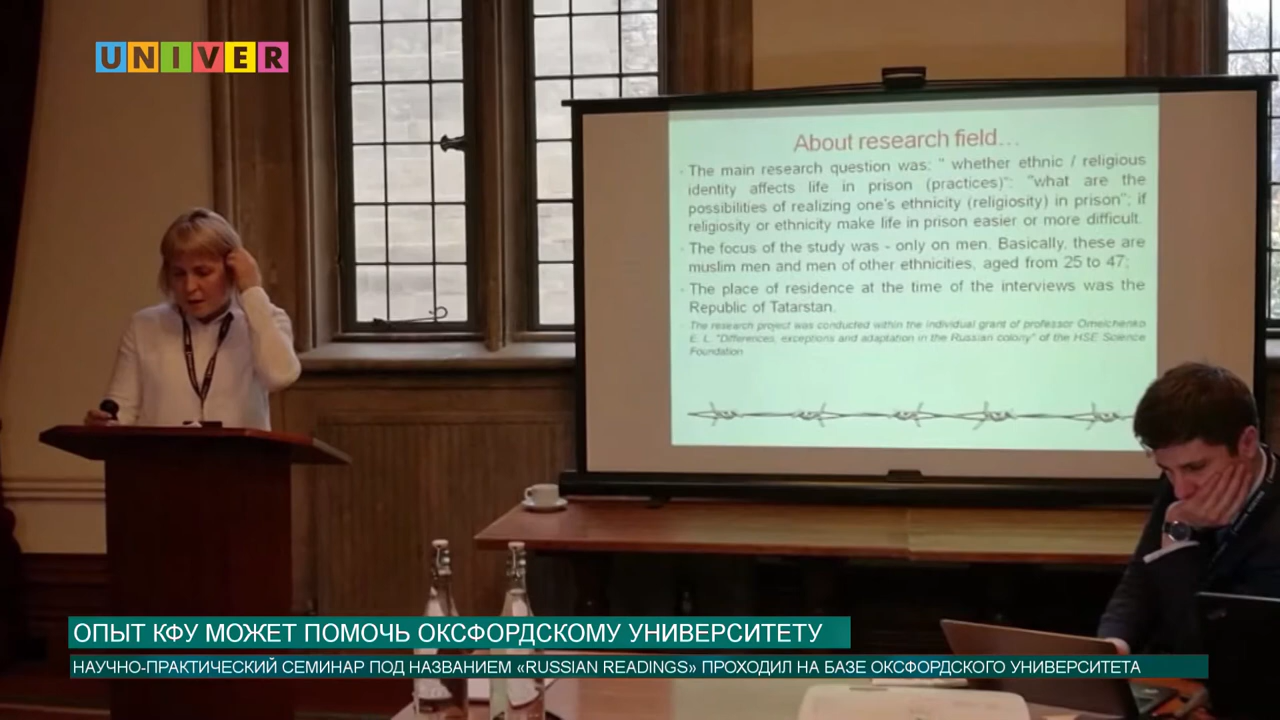 UNIVER
About research field...
The main research question was: " whether ethnic / religious
identity affects life in prison (practices)": "what are the
possibilities of realizing one's ethnicity (religiosity) in prison"; if
religiosity or ethnicity make life in prison easier or more difficult.
The focus of the study was - only on men. Basically, these are
muslim men and men of other ethnicities, aged from 25 to 47;
The place of residence at the time of the interviews was the
Republic of Tatarstan.
The research project was conducted within the individual grant of professor Omelchenko
E. L. "Differences, exceptions and adaptation in the Russian colony" of the HSE Science
Foundation
ОПЫТ КФУ МОЖЕТ ПОМОЧЬ ОКСФОРДСКОМУ УНИВЕРСИТЕТУ
НАУЧНО-ПРАКТИЧЕСКИЙ СЕМИНАР ПОД НАЗВАНИЕМ «RUSSIAN READINGS» ПРОХОДИЛ НА БАЗЕ ОКСФОРДСКОГО УНИВЕРСИТЕТА